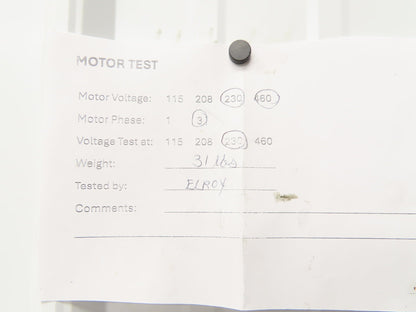 MOTOR TEST
Motor Voltage: 115 208 230 460
Motor Phase: 1 3
Voltage Test at: 115 208 230 460
Weight: 31 lbs
Tested by: ELROY
Comments: